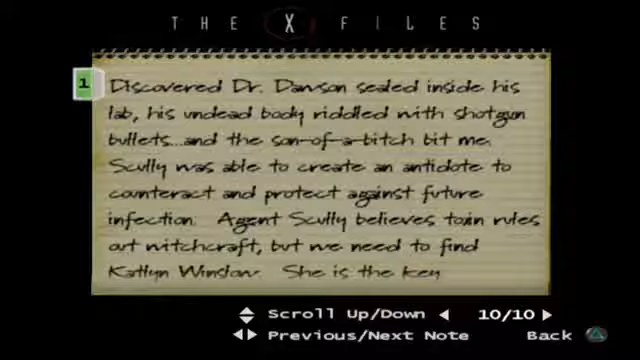 THE X FILES
1
Discovered Dr. Dawson sealed inside his
lab, his undead body riddled with shotgun
bullets...and the son-of-a-bitch bit me.
Scully was able to create an antidote to
counteract and protect against future
infection. Agent Scully believes toxin rules
out witchcraft, but we need to find
Katlyn Winslow. She is the key
Scroll Up/Down 10/10
Previous/Next Note Back